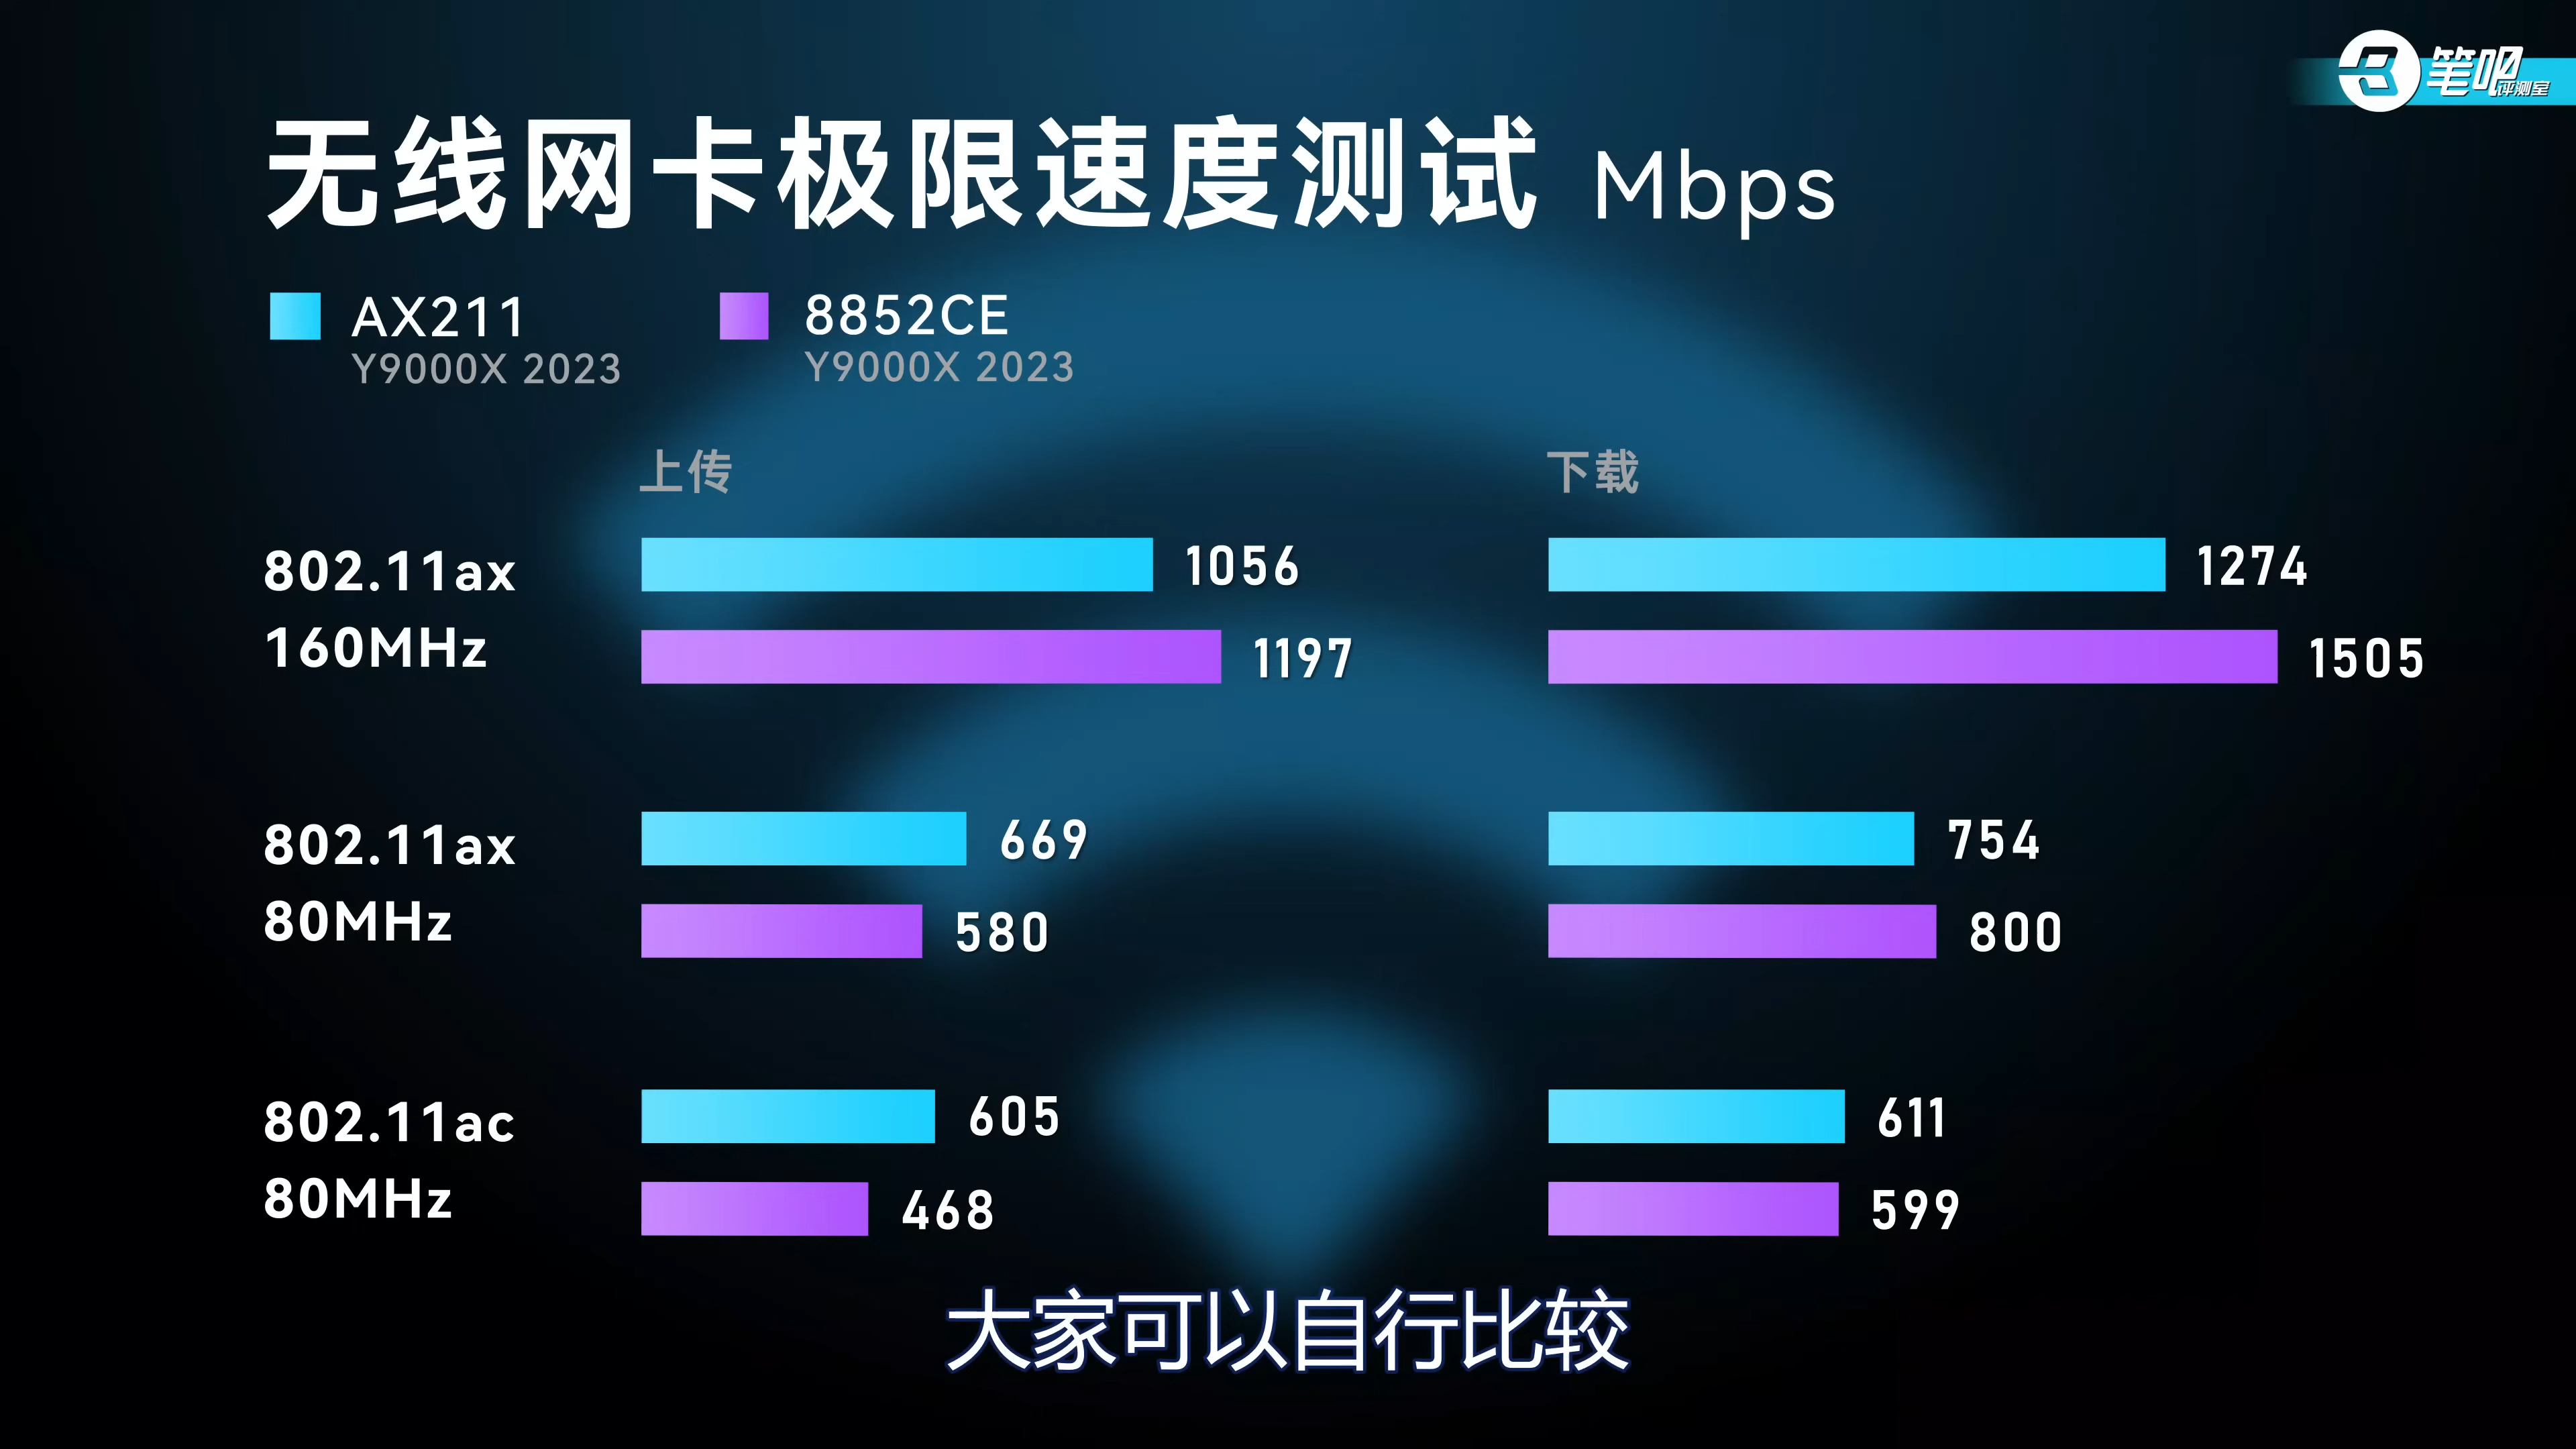 笔吧评测室
无线网卡极限速度测试 Mbps
AX211
Y9000X 2023
8852CE
Y9000X 2023
上传
下载
802.11ax
160MHz
1056
1274
1197
1505
802.11ax
80MHz
669
754
580
800
802.11ac
80MHz
605
611
468
599
大家可以自行比较